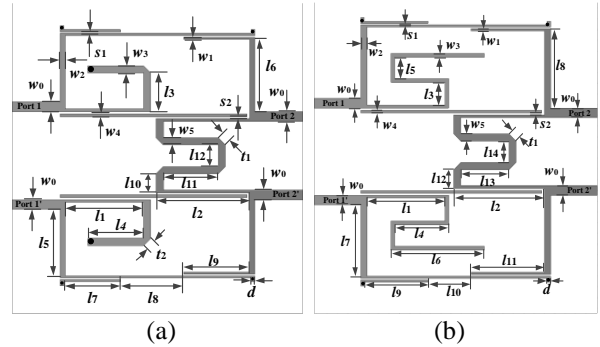 s1
w3
w1
w2
l6
w0
l3
s2
w0
Port 1
Port 2
w4
w5
l12
t1
l10
l11
w0
w0
Port 1'
Port 2'
l1
l2
l4
l5
t2
l9
l7
l8
d
(a)
s1
w3
w1
w2
l5
l8
w0
l3
w0
Port 1
Port 2
w4
s2
w5
t1
l14
l12
l13
w0
w0
Port 1'
Port 2'
l1
l2
l4
l7
l6
l11
l9
l10
d
(b)